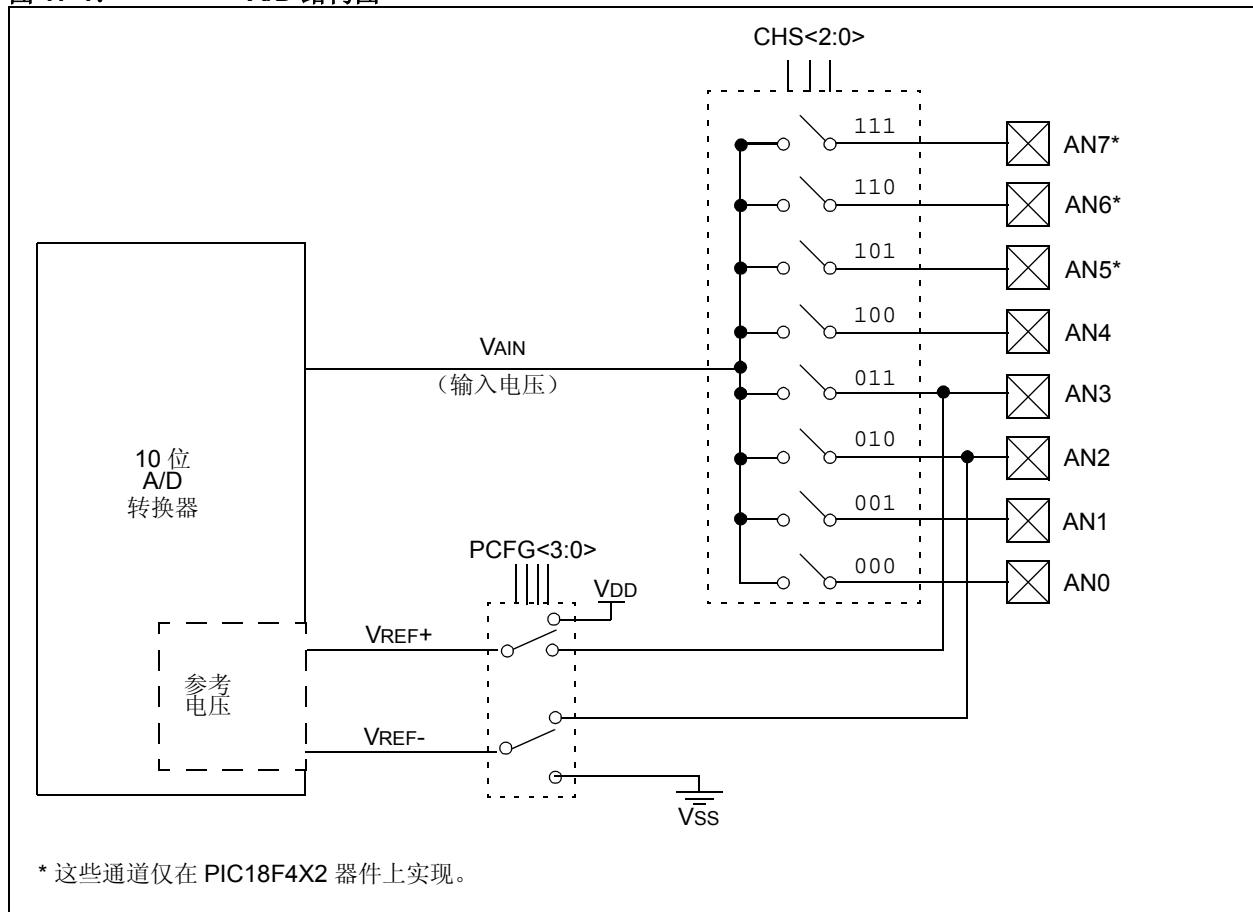 CHS<2:0>
111
AN7*
110
AN6*
101
AN5*
100
AN4
VAIN
（输入电压）
011
AN3
010
AN2
10 位
A/D
转换器
001
AN1
PCFG<3:0>
000
AN0
VDD
VREF+
参考
电压
VREF-
VSS
* 这些通道仅在 PIC18F4X2 器件上实现。